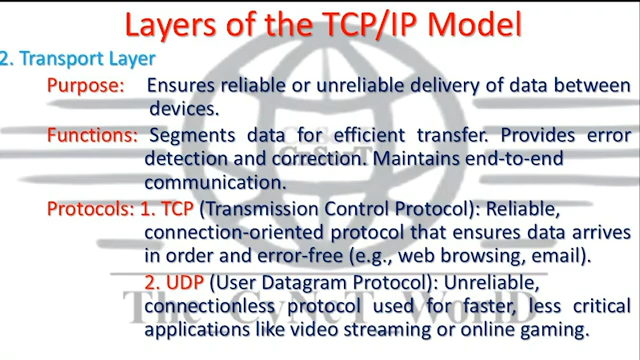 Layers of the TCP/IP Model
2. Transport Layer
Purpose: Ensures reliable or unreliable delivery of data between
devices.
Functions: Segments data for efficient transfer. Provides error
detection and correction. Maintains end-to-end
communication.
Protocols: 1. TCP (Transmission Control Protocol): Reliable,
connection-oriented protocol that ensures data arrives
in order and error-free (e.g., web browsing, email).
2. UDP (User Datagram Protocol): Unreliable,
connectionless protocol used for faster, less critical
applications like video streaming or online gaming.
The CyNeT WorlD